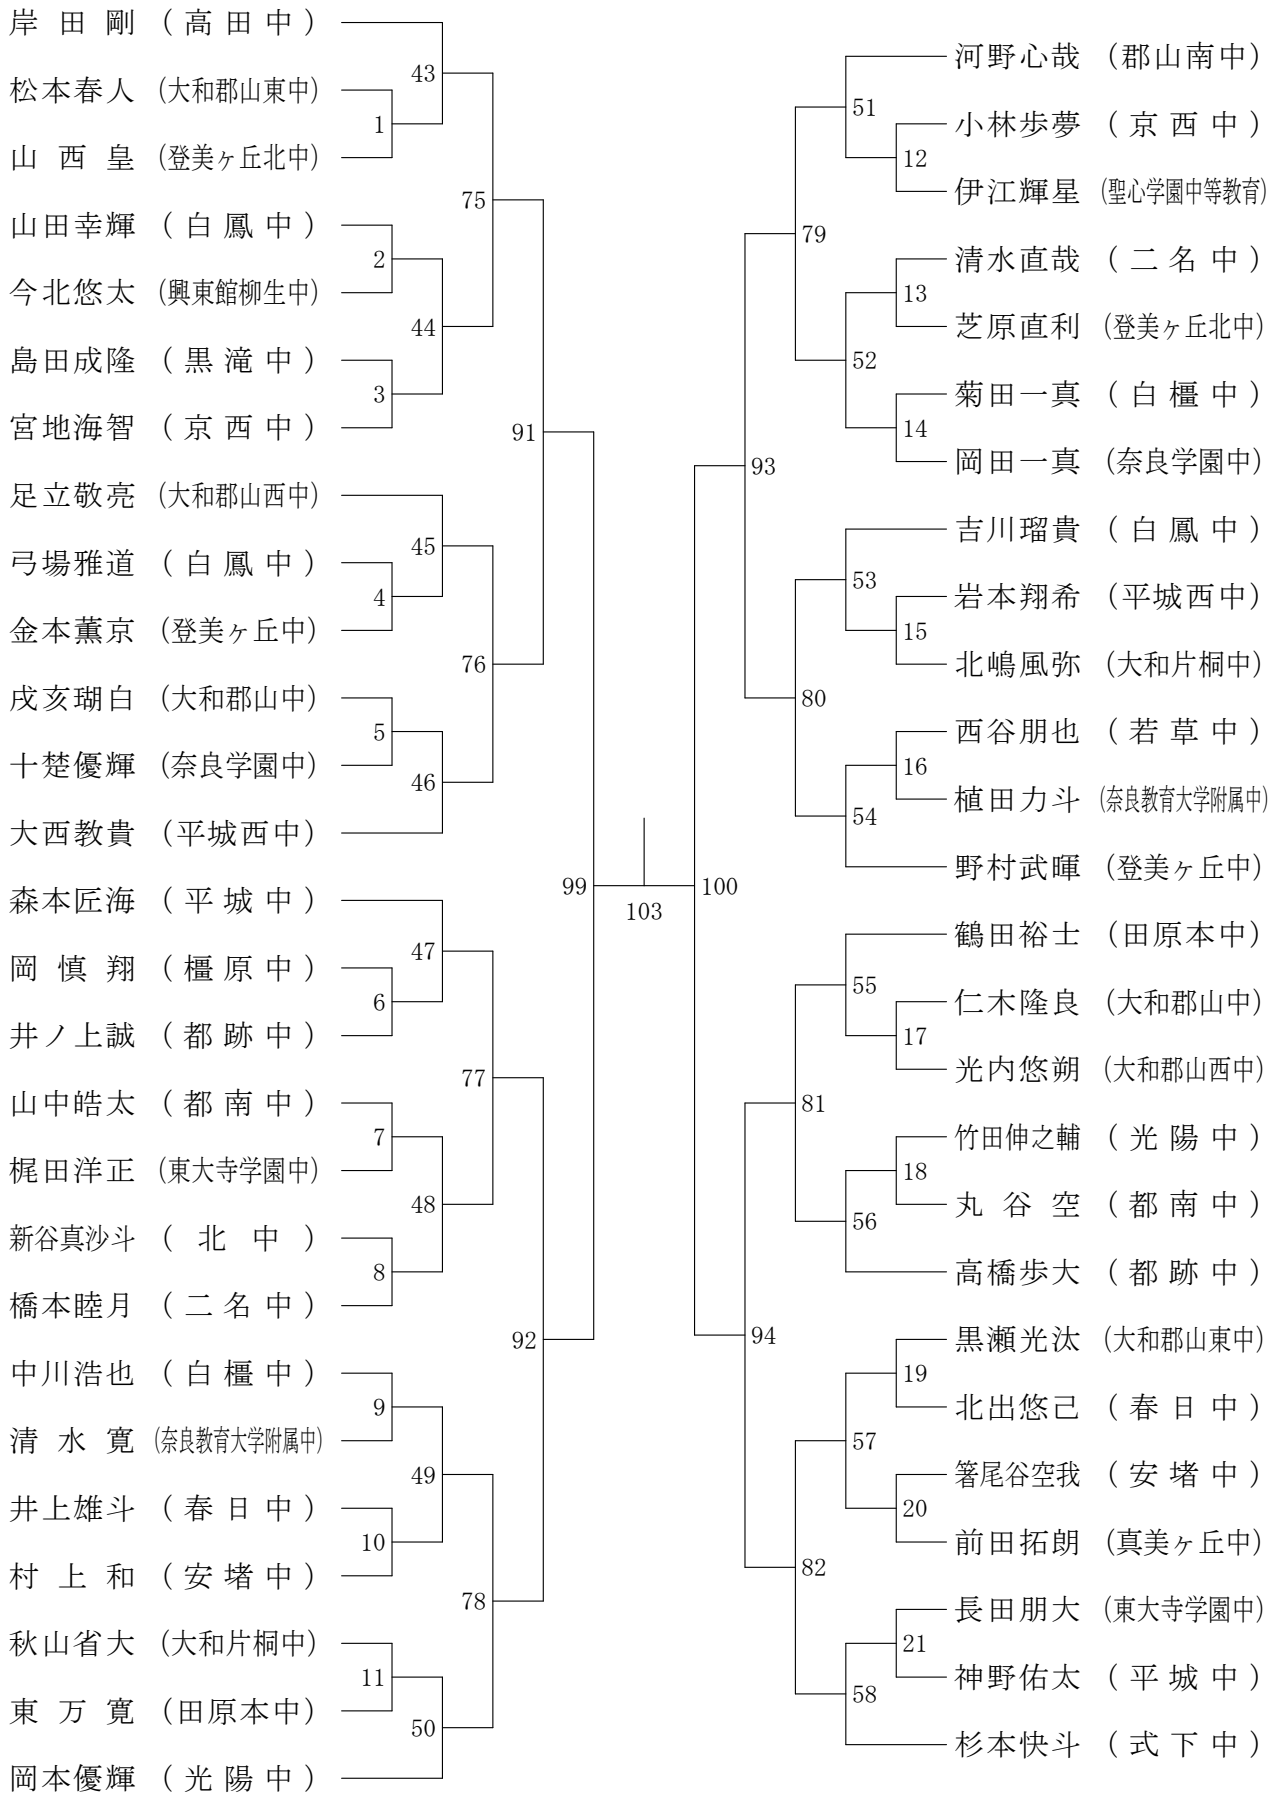 岸田剛 (高田中)
松本春人 (大和郡山東中)
山西皇 (登美ヶ丘北中)
山田幸輝 (白鳳中)
今北悠太 (興東館柳生中)
島田成隆 (黒滝中)
宮地海智 (京西中)
足立敬亮 (大和郡山西中)
弓場雅道 (白鳳中)
金本薫京 (登美ヶ丘中)
戌亥瑚白 (大和郡山中)
十楚優輝 (奈良学園中)
大西教貴 (平城西中)
森本匠海 (平城中)
岡慎翔 (橿原中)
井ノ上誠 (都跡中)
山中皓太 (都南中)
梶田洋正 (東大寺学園中)
新谷真沙斗 (北中)
橋本睦月 (二名中)
中川浩也 (白橿中)
清水寛 (奈良教育大学附属中)
井上雄斗 (春日中)
村上和 (安堵中)
秋山省大 (大和片桐中)
東万寛 (田原本中)
岡本優輝 (光陽中)
1
2
3
4
5
6
7
8
9
10
11
43
44
45
46
47
48
49
50
75
76
77
78
91
92
99
103
100
93
94
79
80
81
82
51
52
53
54
55
56
57
58
12
13
14
15
16
17
18
19
20
21
河野心哉 (郡山南中)
小林歩夢 (京西中)
伊江輝星 (聖心学園中等教育)
清水直哉 (二名中)
芝原直利 (登美ヶ丘北中)
菊田一真 (白橿中)
岡田一真 (奈良学園中)
吉川瑠貴 (白鳳中)
岩本翔希 (平城西中)
北嶋風弥 (大和片桐中)
西谷朋也 (若草中)
植田力斗 (奈良教育大学附属中)
野村武暉 (登美ヶ丘中)
鶴田裕士 (田原本中)
仁木隆良 (大和郡山中)
光内悠朔 (大和郡山西中)
竹田伸之輔 (光陽中)
丸谷空 (都南中)
高橋歩大 (都跡中)
黒瀬光汰 (大和郡山東中)
北出悠己 (春日中)
箸尾谷空我 (安堵中)
前田拓朗 (真美ヶ丘中)
長田朋大 (東大寺学園中)
神野佑太 (平城中)
杉本快斗 (式下中)